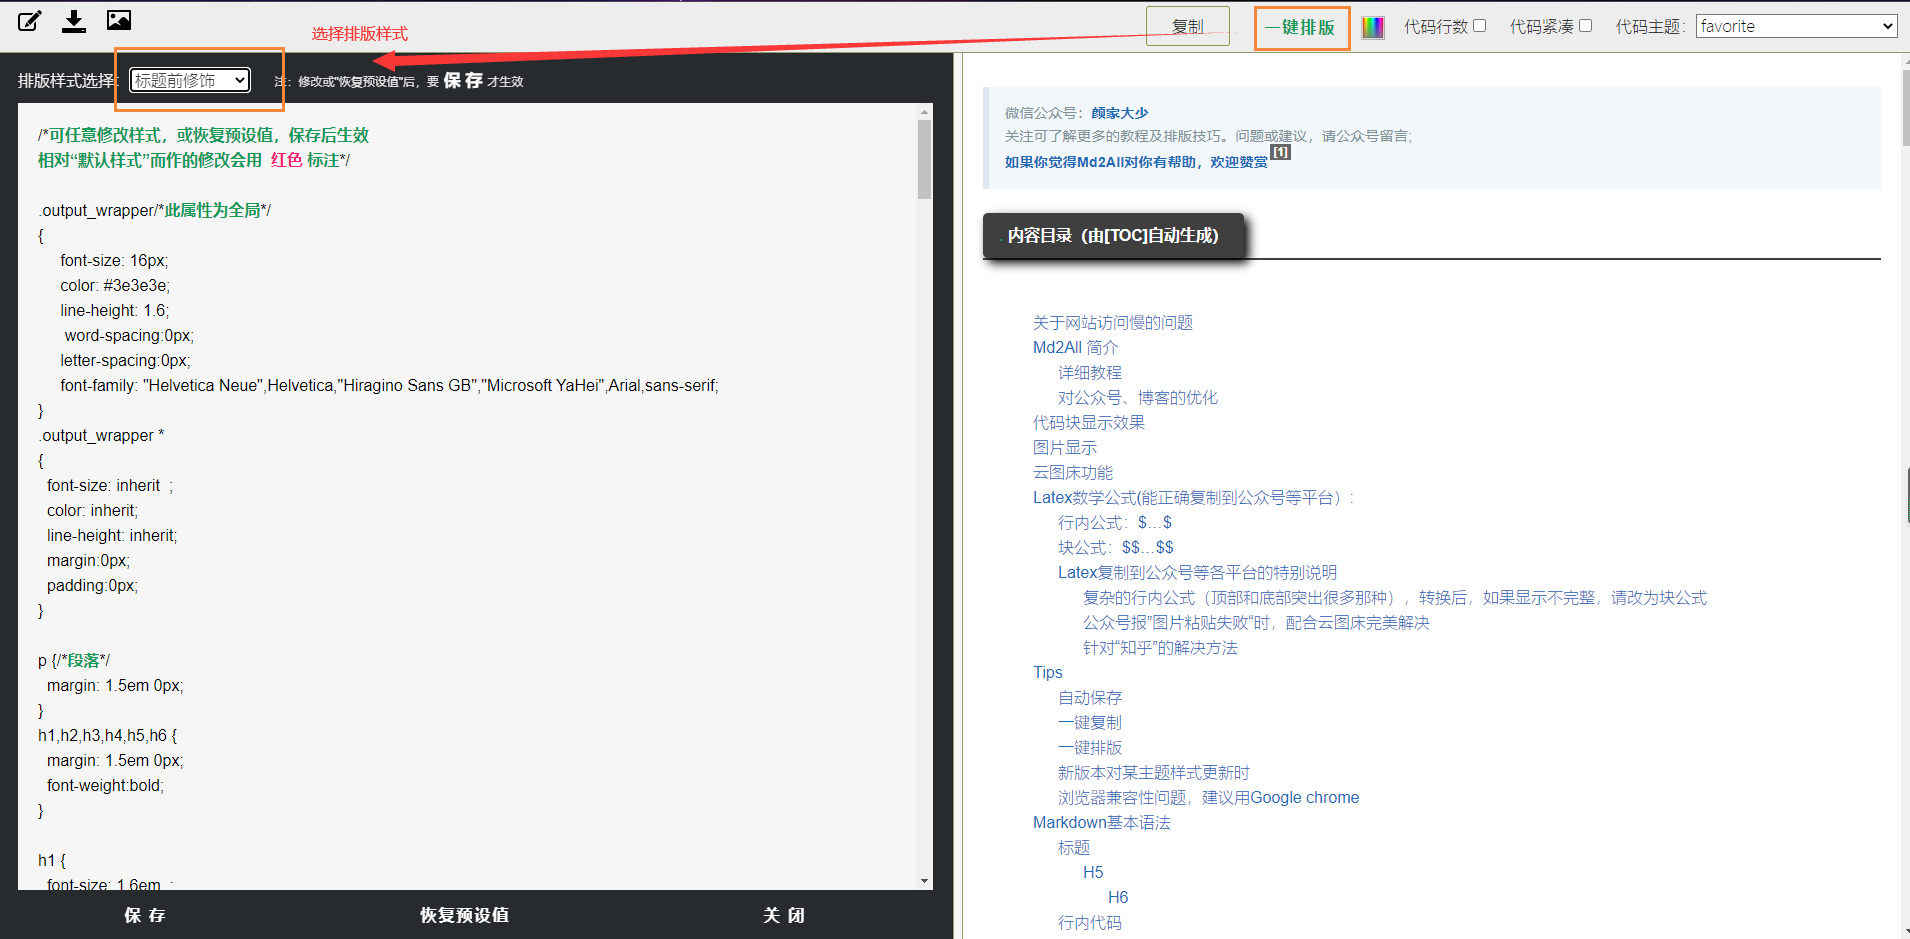 选择排版样式
复制
一键排版
代码行数
代码紧凑
代码主题：
favorite
排版样式选择：
标题前修饰
注：修改或"恢复预设值"后，要 保 存 才生效
/*可任意修改样式，或恢复预设值，保存后生效
相对“默认样式”而作的修改会用 红色 标注*/
.output_wrapper/*此属性为全局*/
{
font-size: 16px;
color: #3e3e3e;
line-height: 1.6;
word-spacing:0px;
letter-spacing:0px;
font-family: "Helvetica Neue",Helvetica,"Hiragino Sans GB","Microsoft YaHei",Arial,sans-serif;
}
.output_wrapper *
{
font-size: inherit ;
color: inherit;
line-height: inherit;
margin:0px;
padding:0px;
}
p {/*段落*/
margin: 1.5em 0px;
}
h1,h2,h3,h4,h5,h6 {
margin: 1.5em 0px;
font-weight:bold;
}
h1 {
font-size: 1.6em ;
保 存
恢复预设值
关 闭
微信公众号：颜家大少
关注可了解更多的教程及排版技巧。问题或建议，请公众号留言;
如果你觉得Md2All对你有帮助，欢迎赞赏[1]
. 内容目录（由[TOC]自动生成）
关于网站访问慢的问题
Md2All 简介
详细教程
对公众号、博客的优化
代码块显示效果
图片显示
云图床功能
Latex数学公式(能正确复制到公众号等平台）:
行内公式：$...$
块公式：$$...$$
Latex复制到公众号等各平台的特别说明
复杂的行内公式（顶部和底部突出很多那种），转换后，如果显示不完整，请改为块公式
公众号报”图片粘贴失败“时，配合云图床完美解决
针对“知乎”的解决方法
Tips
自动保存
一键复制
一键排版
新版本对某主题样式更新时
浏览器兼容性问题，建议用Google chrome
Markdown基本语法
标题
H5
H6
行内代码